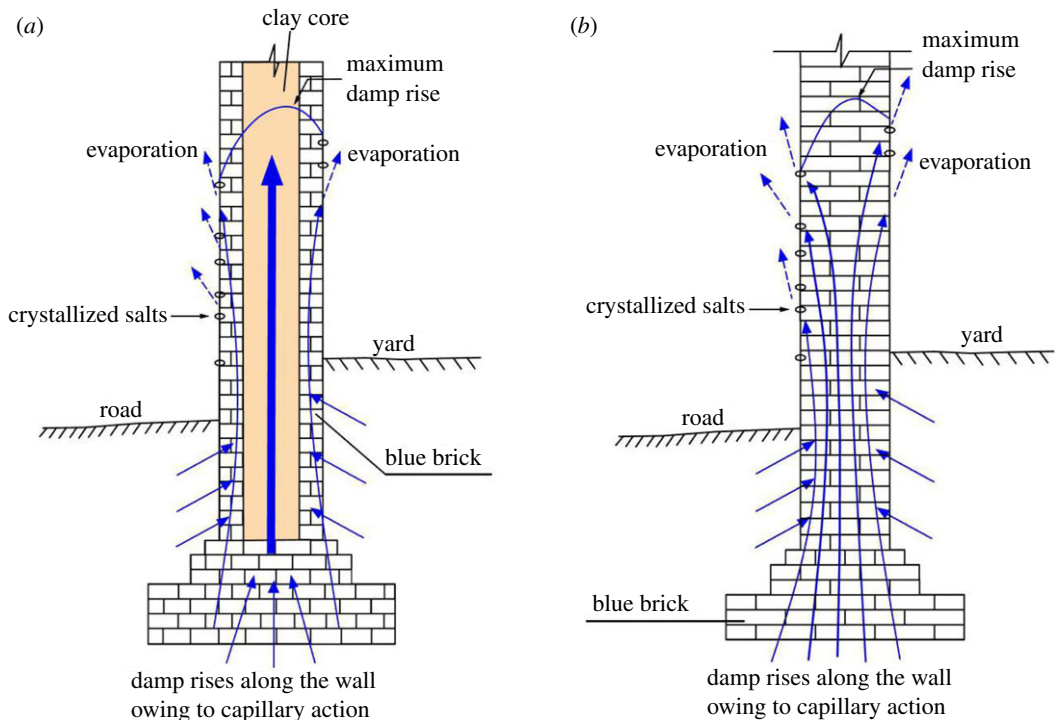 (a)
clay core
maximum
damp rise
evaporation
evaporation
crystallized salts
yard
road
blue brick
damp rises along the wall
owing to capillary action
(b)
maximum
damp rise
evaporation
evaporation
crystallized salts
yard
road
blue brick
damp rises along the wall
owing to capillary action